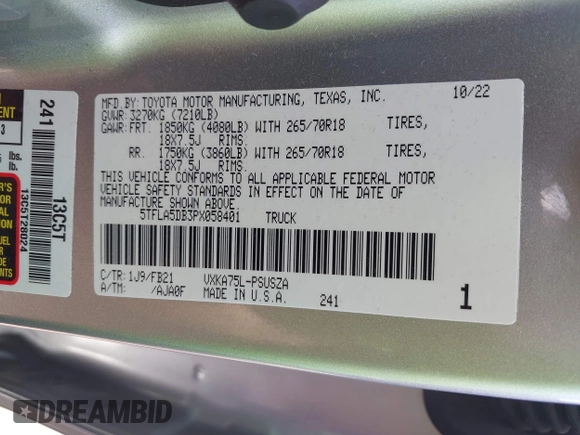 MFD.BY:TOYOTA MOTOR MANUFACTURING, TEXAS, INC. 10/22
GVWR:3270KG (7210LB)
GAWR:FRT. 1850KG (4080LB) WITH 265/70R18 TIRES,
18X7.5J RIMS.
RR. 1750KG (3860LB) WITH 265/70R18 TIRES,
18X7.5J RIMS.
THIS VEHICLE CONFORMS TO ALL APPLICABLE FEDERAL MOTOR
VEHICLE SAFETY STANDARDS IN EFFECT ON THE DATE OF
MANUFACTURE SHOWN ABOVE.
5TFLA5DB3PX058401 TRUCK
C/TR: 1J9/FB21 VXKA75L-PSUSZA
A/TM: /AJA0F MADE IN U.S.A. 241 1
241 13C5T
13C5T28D24
lbs.
lb.
DREAMBID